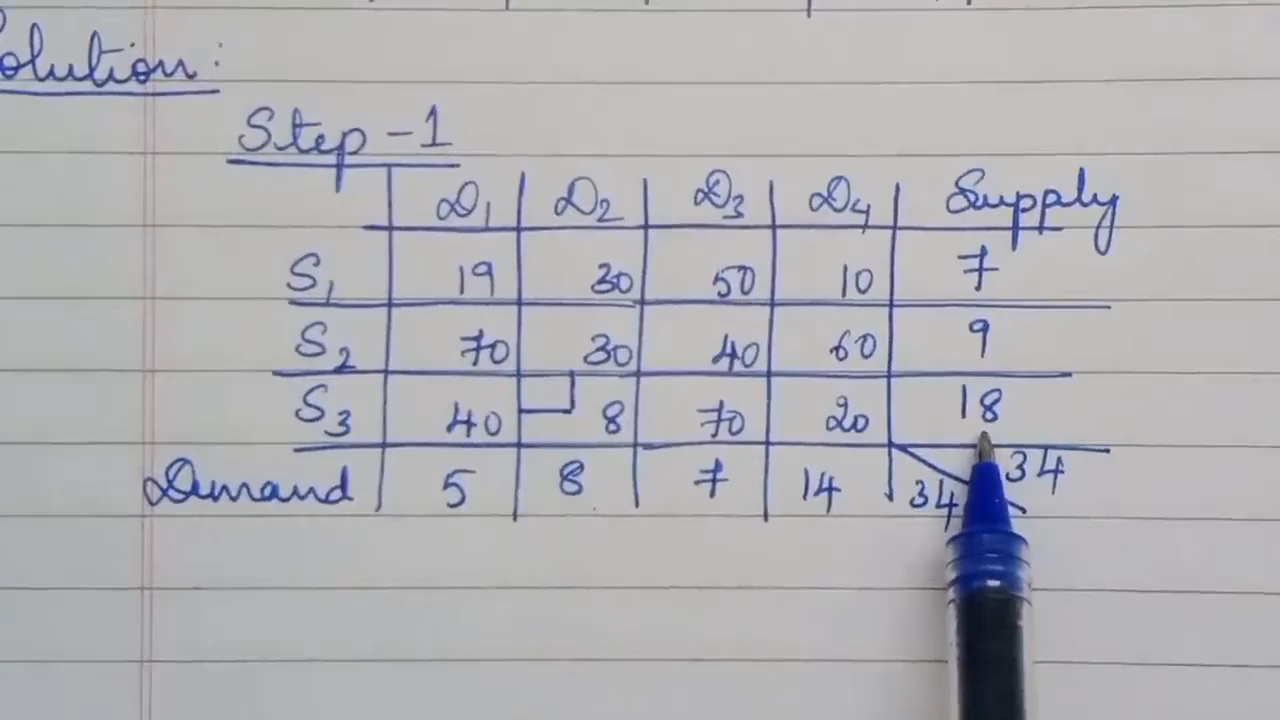 Solution:
Step-1
D1 D2 D3 D4 Supply
S1 19 30 50 10 7
S2 70 30 40 60 9
S3 40 8 70 20 18
Demand 5 8 7 14 34 34